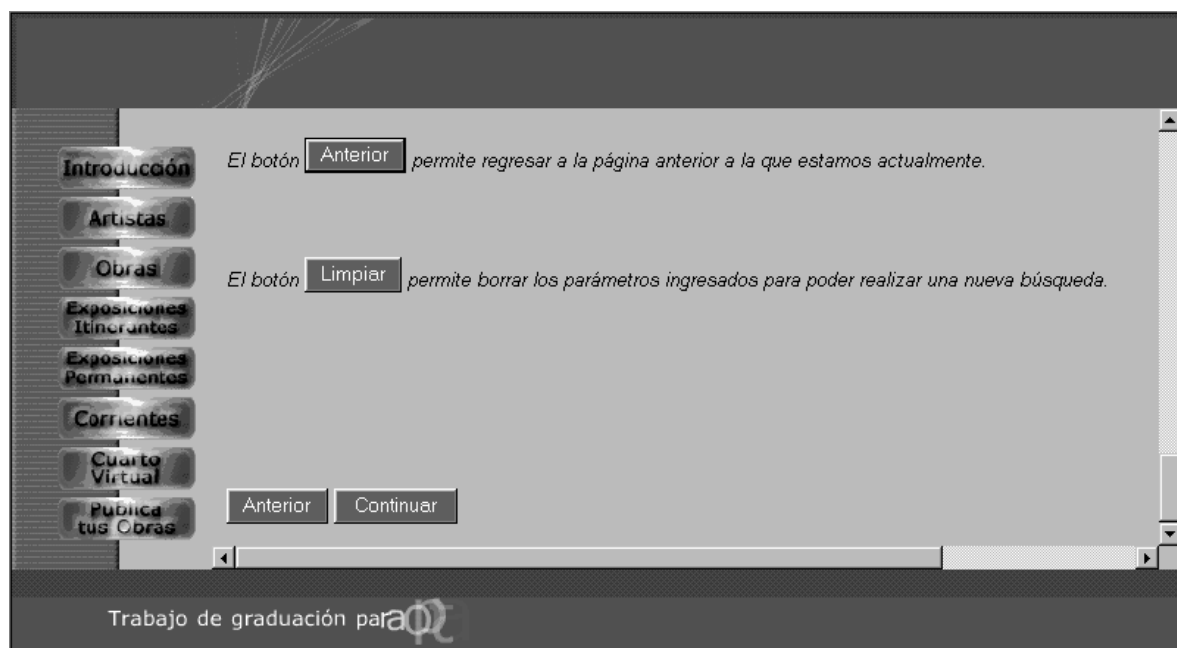 El botón Anterior permite regresar a la página anterior a la que estamos actualmente.
El botón Limpiar permite borrar los parámetros ingresados para poder realizar una nueva búsqueda.
Introducción
Artistas
Obras
Exposiciones
Itinerantes
Exposiciones
Permanentes
Corrientes
Cuarto
Virtual
Publica
tus Obras
Anterior Continuar
Trabajo de graduación para